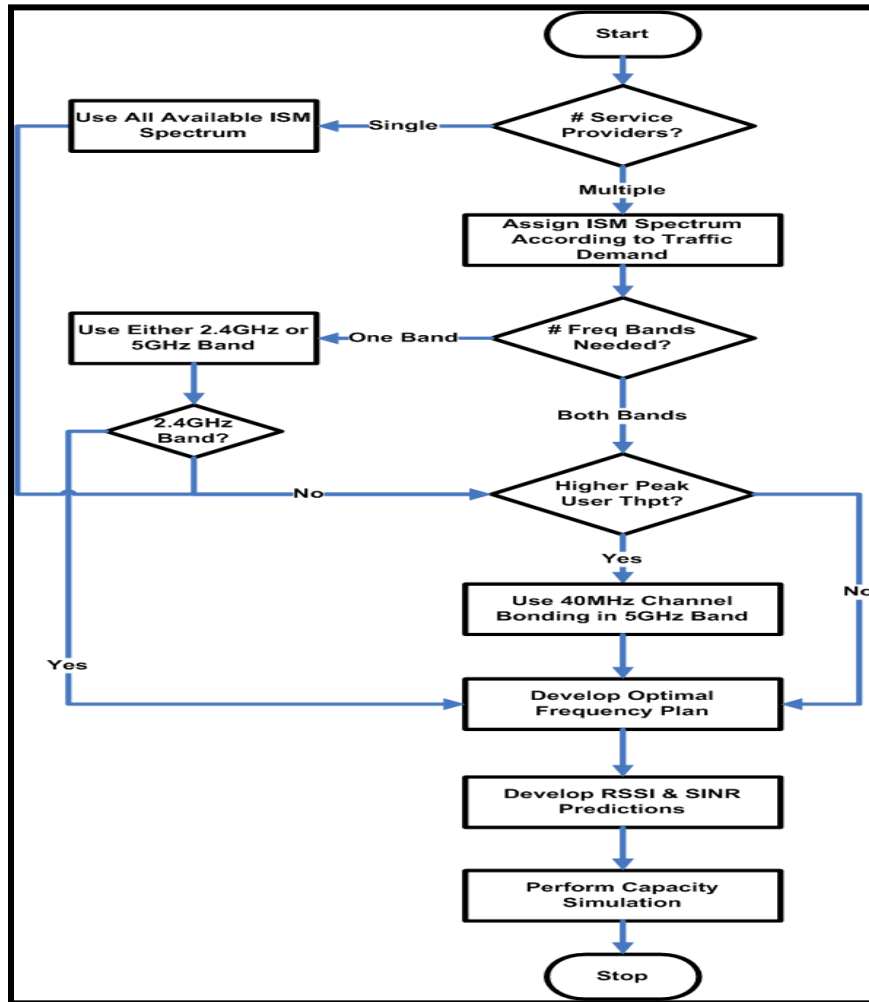 Start
# Service
Providers?
Single
Use All Available ISM
Spectrum
Multiple
Assign ISM Spectrum
According to Traffic
Demand
# Freq Bands
Needed?
One Band
Use Either 2.4GHz or
5GHz Band
2.4GHz
Band?
Both Bands
No
Higher Peak
User Thpt?
Yes
No
Use 40MHz Channel
Bonding in 5GHz Band
Yes
Develop Optimal
Frequency Plan
Develop RSSI & SINR
Predictions
Perform Capacity
Simulation
Stop